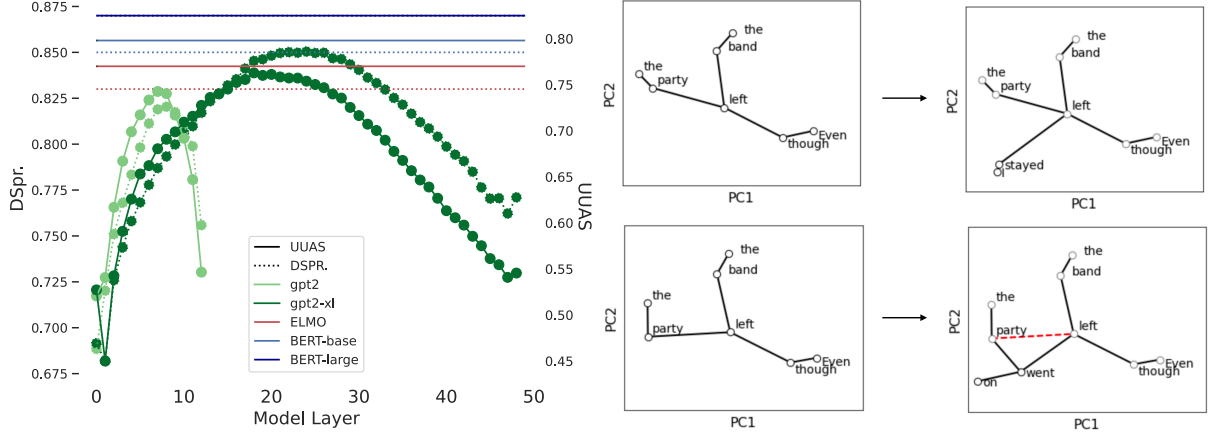 0.875
0.850
0.825
0.800
0.775
0.750
0.725
0.700
0.675
DSpr.
0 10 20 30 40 50
Model Layer
0.80
0.75
0.70
0.65
0.60
0.55
0.50
0.45
UUAS
UUAS
DSPR.
gpt2
gpt2-xl
ELMO
BERT-base
BERT-large
the
band
the
party
left
Even
though
PC2
PC1
the
band
the
party
left
Even
though
stayed
I
PC2
PC1
the
band
the
party
left
Even
though
PC2
PC1
the
band
the
party
left
Even
though
went
on
PC2
PC1